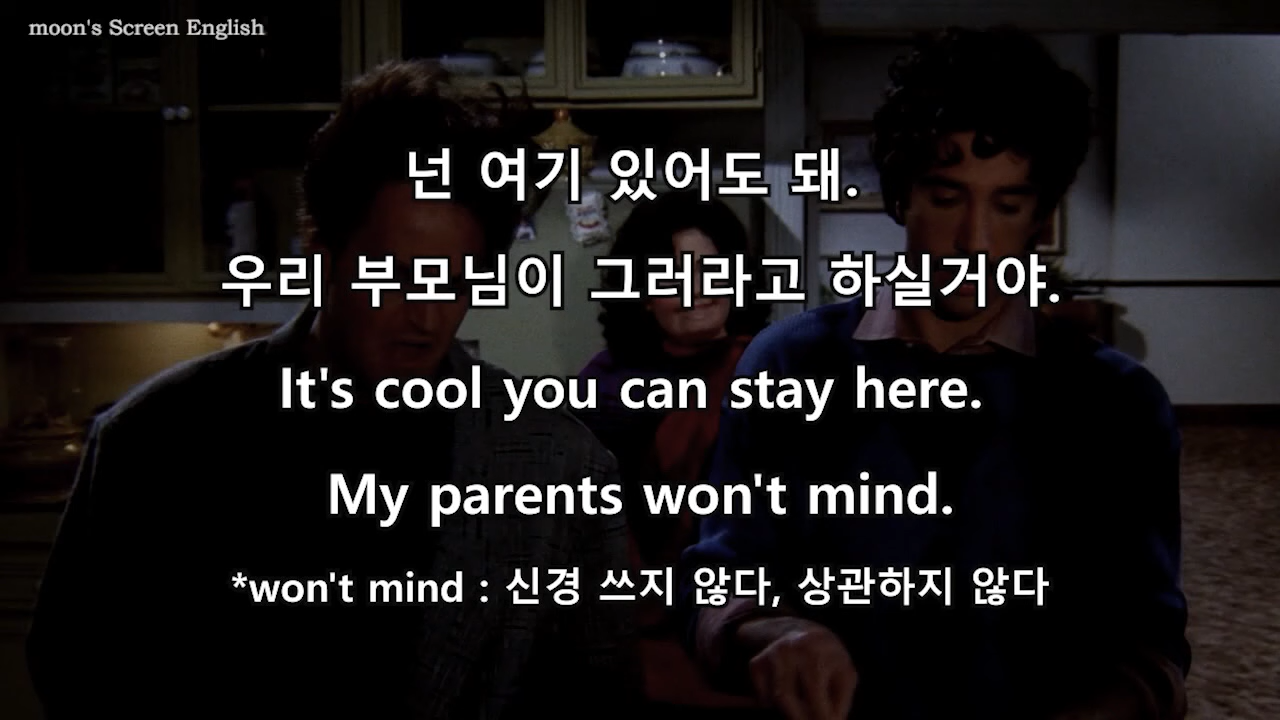 moon's Screen English
넌 여기 있어도 돼.
우리 부모님이 그러라고 하실거야.
It's cool you can stay here.
My parents won't mind.
*won't mind : 신경 쓰지 않다, 상관하지 않다